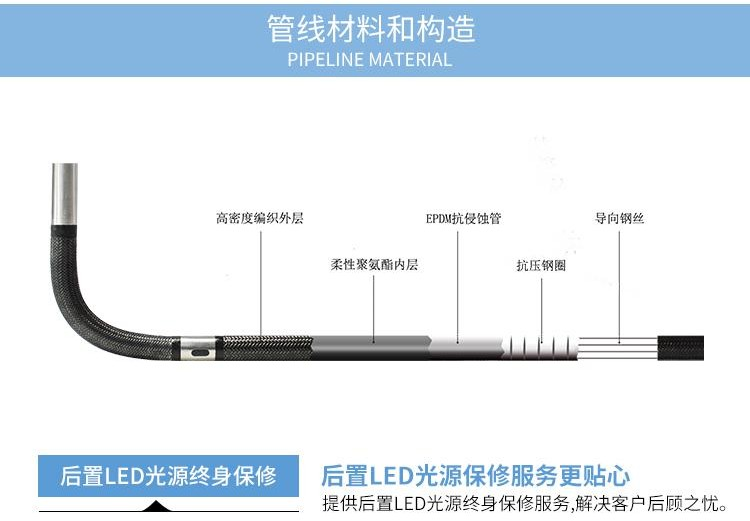 管线材料和构造
PIPELINE MATERIAL
高密度编织外层
EPDM抗侵蚀管
导向钢丝
柔性聚氨酯内层
抗压钢圈
后置LED光源终身保修
后置LED光源保修服务更贴心
提供后置LED光源终身保修服务,解决客户后顾之忧。